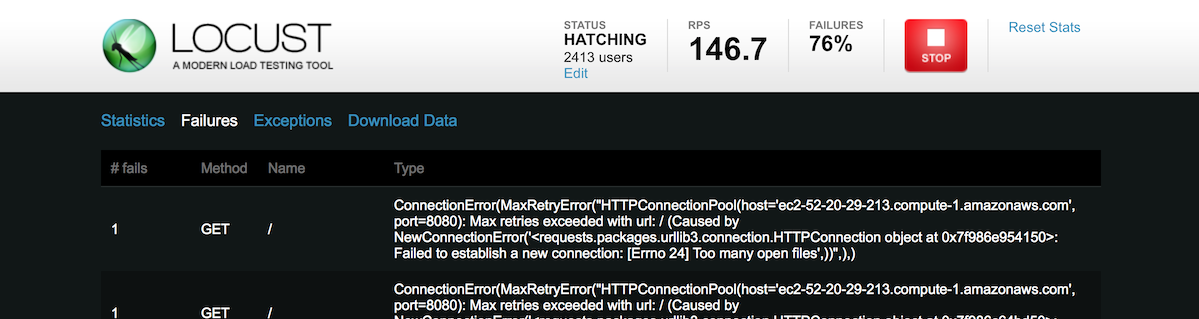 LOCUST
A MODERN LOAD TESTING TOOL
STATUS
HATCHING
2413 users
Edit
RPS
146.7
FAILURES
76%
STOP
Reset Stats
Statistics Failures Exceptions Download Data
# fails Method Name Type
1 GET / ConnectionError(MaxRetryError("HTTPConnectionPool(host='ec2-52-20-29-213.compute-1.amazonaws.com',
port=8080): Max retries exceeded with url: / (Caused by
NewConnectionError('<requests.packages.urllib3.connection.HTTPConnection object at 0x7f986e954150>:
Failed to establish a new connection: [Errno 24] Too many open files',))",),)
1 GET / ConnectionError(MaxRetryError("HTTPConnectionPool(host='ec2-52-20-29-213.compute-1.amazonaws.com',
port=8080): Max retries exceeded with url: / (Caused by